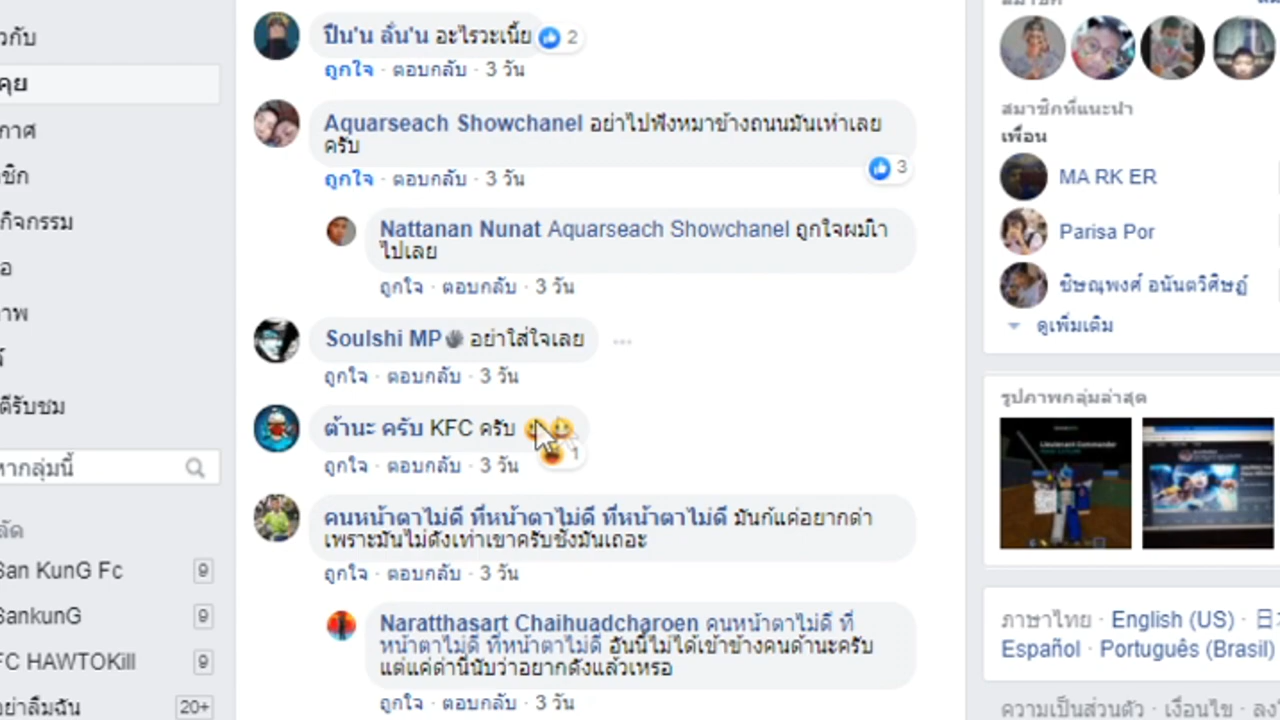 วกับ
คุย
กาศ
ชิก
กิจกรรม
อ
าพ
ตีรับชม
หากลุ่มนี้
ลัด
San KunG Fc 9
SankunG 9
FC HAWTOKill 9
อย่าลืมฉัน 20+
ปืน'น ลั่น'น อะไรวะเนี้ย 2
ถูกใจ · ตอบกลับ · 3 วัน
Aquarseach Showchanel อย่าไปฟังหมาข้างถนนมันเห่าเลย
ครับ
3
ถูกใจ · ตอบกลับ · 3 วัน
Nattanan Nunat Aquarseach Showchanel ถูกใจผมเา
ไปเลย
ถูกใจ · ตอบกลับ · 3 วัน
Soulshi MP อย่าใส่ใจเลย
ถูกใจ · ตอบกลับ · 3 วัน
ต้านะ ครับ KFC ครับ
1
ถูกใจ · ตอบกลับ · 3 วัน
คนหน้าตาไม่ดี ที่หน้าตาไม่ดี ที่หน้าตาไม่ดี มันก้แค่อยากด่า
เพราะมันไม่ดังเท่าเขาครับชั่งมันเถอะ
ถูกใจ · ตอบกลับ · 3 วัน
Naratthasart Chaihuadcharoen คนหน้าตาไม่ดี ที่
หน้าตาไม่ดี ที่หน้าตาไม่ดี อันนี้ไม่ได้เข้าข้างคนด้านะครับ
แต่แค่ด่านี้นับว่าอยากดังแล้วเหรอ
ถูกใจ · ตอบกลับ · 3 วัน
สมาชิก
สมาชิกที่แนะนำ
เพื่อน
MA RK ER
Parisa Por
ชิษณุพงศ์ อนันตวิศิษฏ์
ดูเพิ่มเติม
รูปภาพกลุ่มล่าสุด
Lieutenant Commander
ภาษาไทย · English (US) · 日
Español · Português (Brasil)
ความเป็นส่วนตัว · เงื่อนไข · ลง